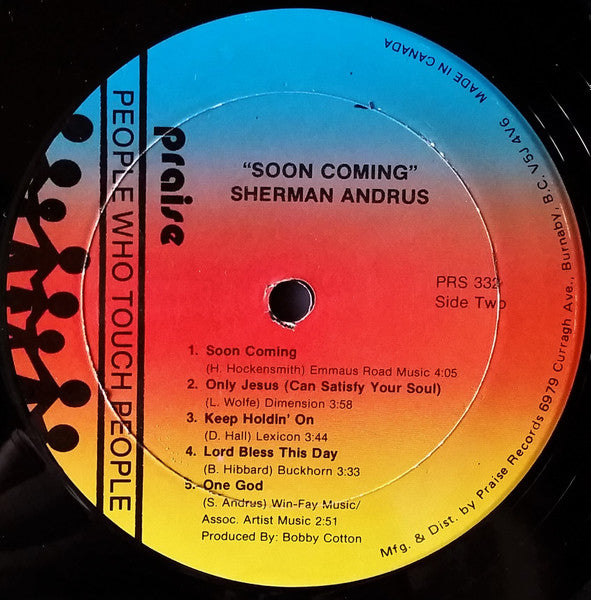 praise
PEOPLE WHO TOUCH PEOPLE
"SOON COMING"
SHERMAN ANDRUS
PRS 332
Side Two
1. Soon Coming
(H. Hockensmith) Emmaus Road Music 4:05
2. Only Jesus (Can Satisfy Your Soul)
(L. Wolfe) Dimension 3:58
3. Keep Holdin' On
(D. Hall) Lexicon 3:44
4. Lord Bless This Day
(B. Hibbard) Buckhorn 3:33
5. One God
(S. Andrus) Win-Fay Music/
Assoc. Artist Music 2:51
Produced By: Bobby Cotton
Mfg. & Dist. by Praise Records 6979 Curragh Ave., Burnaby, B.C. V5J 4V6 MADE IN CANADA